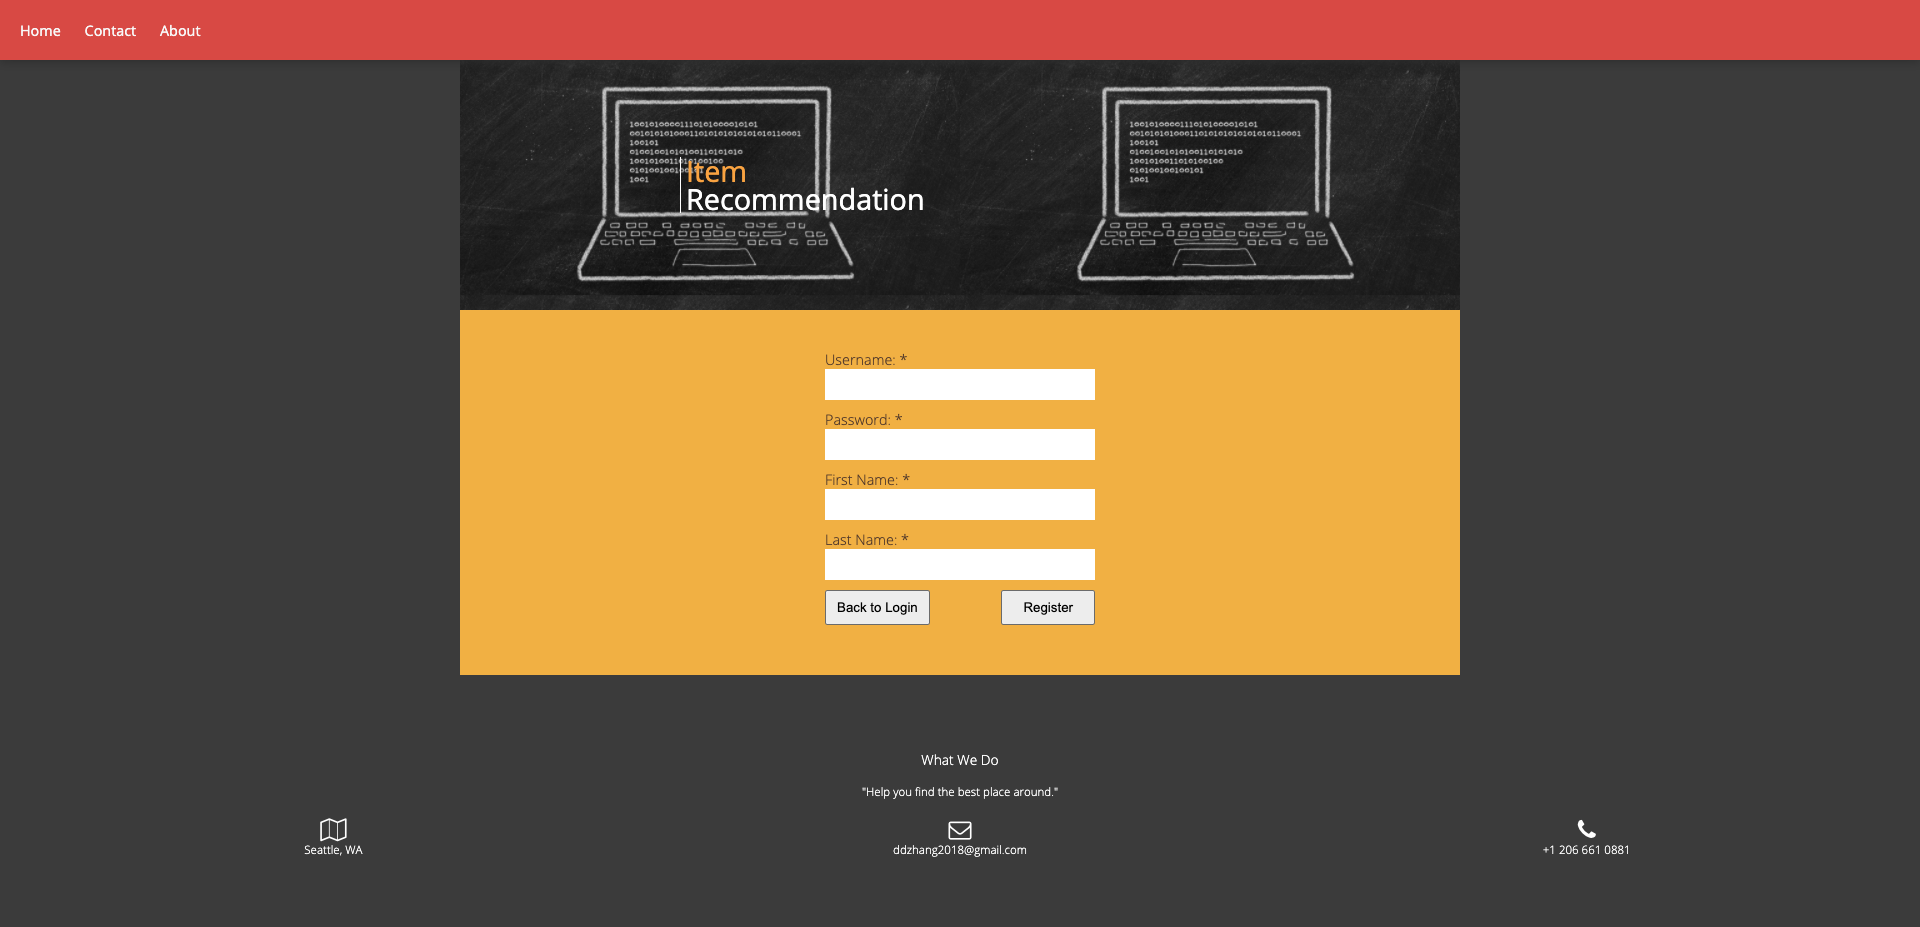 Home Contact About
Item
Recommendation
Username: *
Password: *
First Name: *
Last Name: *
Back to Login Register
What We Do
"Help you find the best place around."
Seattle, WA
ddzhang2018@gmail.com
+1 206 661 0881